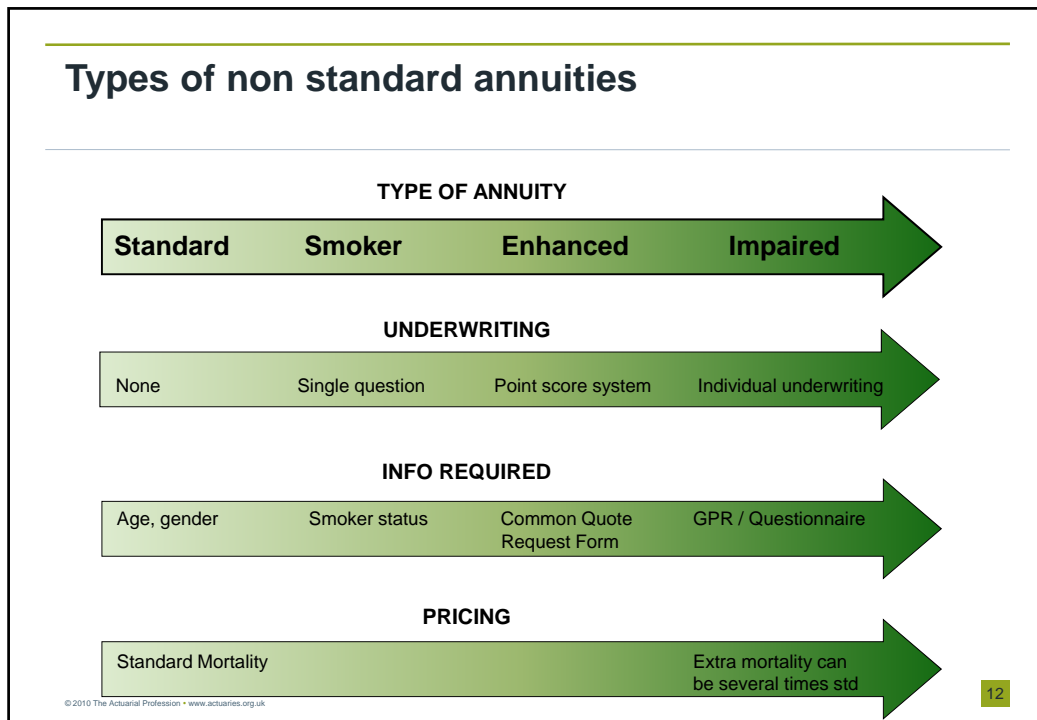 Types of non standard annuities
TYPE OF ANNUITY
Standard Smoker Enhanced Impaired
UNDERWRITING
None Single question Point score system Individual underwriting
INFO REQUIRED
Age, gender Smoker status Common Quote GPR / Questionnaire
Request Form
PRICING
Standard Mortality Extra mortality can
be several times std
© 2010 The Actuarial Profession • www.actuaries.org.uk
12